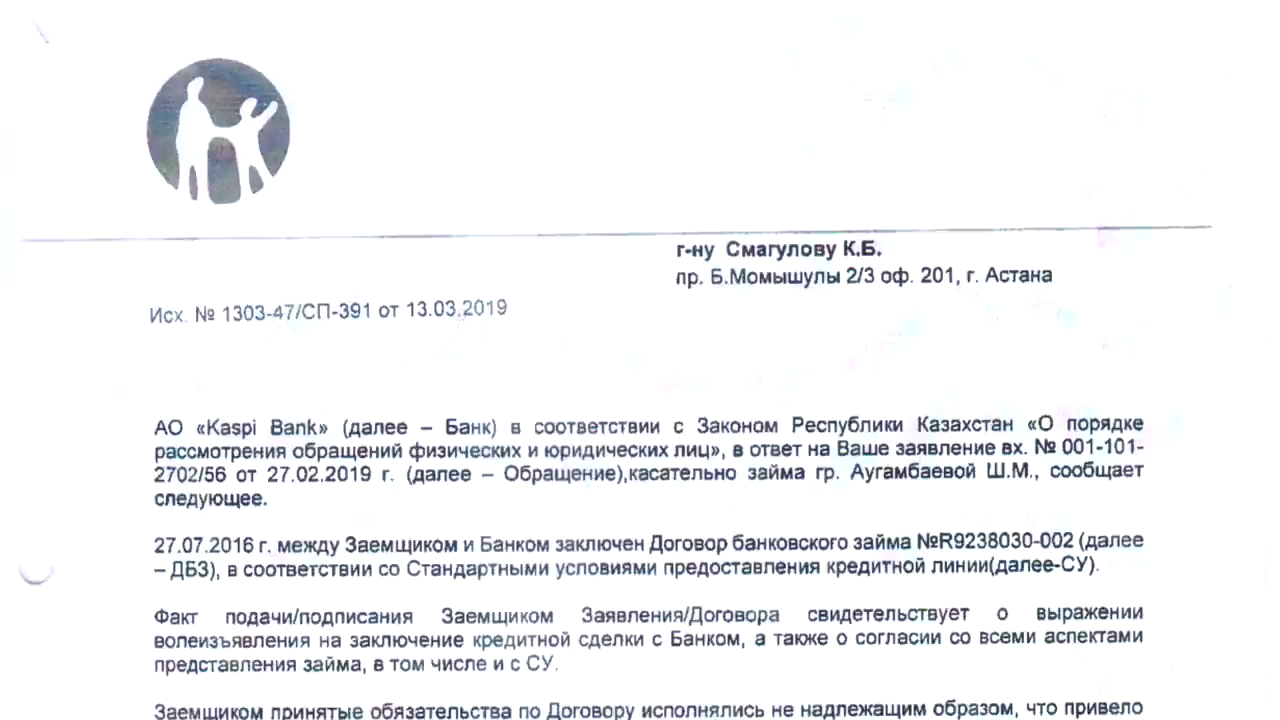 г-ну Смагулову К.Б.
пр. Б.Момышулы 2/3 оф. 201, г. Астана
Исх. № 1303-47/СП-391 от 13.03.2019
АО «Kaspi Bank» (далее – Банк) в соответствии с Законом Республики Казахстан «О порядке
рассмотрения обращений физических и юридических лиц», в ответ на Ваше заявление вх. № 001-101-
2702/56 от 27.02.2019 г. (далее – Обращение),касательно займа гр. Аугамбаевой Ш.М., сообщает
следующее.
27.07.2016 г. между Заемщиком и Банком заключен Договор банковского займа №R9238030-002 (далее
– ДБЗ), в соответствии со Стандартными условиями предоставления кредитной линии(далее-СУ).
Факт подачи/подписания Заемщиком Заявления/Договора свидетельствует о выражении
волеизъявления на заключение кредитной сделки с Банком, а также о согласии со всеми аспектами
представления займа, в том числе и с СУ.
Заемщиком принятые обязательства по Договору исполнялись не надлежащим образом, что привело